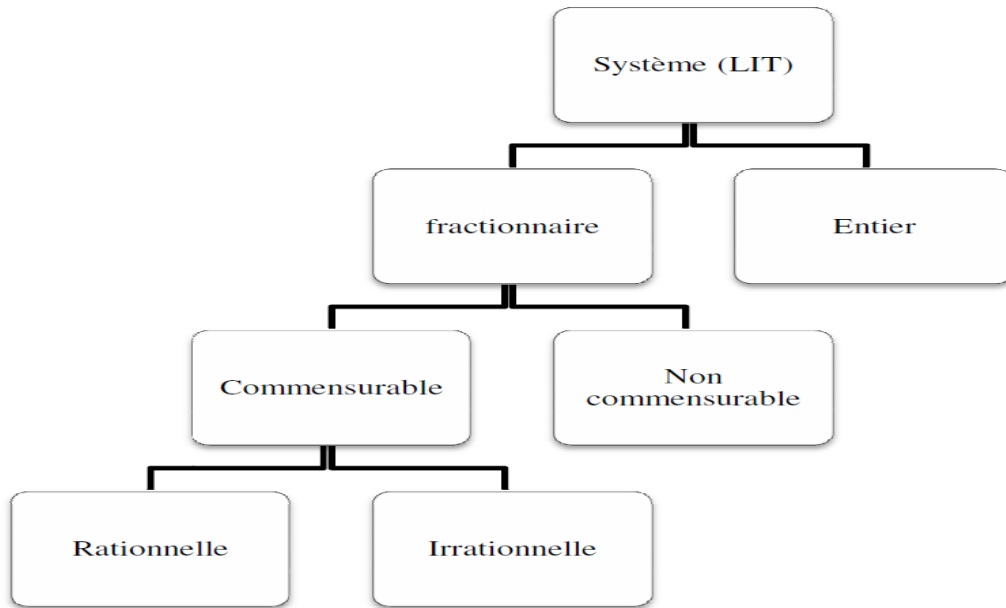 Système (LIT)
fractionnaire
Entier
Commensurable
Non
commensurable
Rationnelle
Irrationnelle